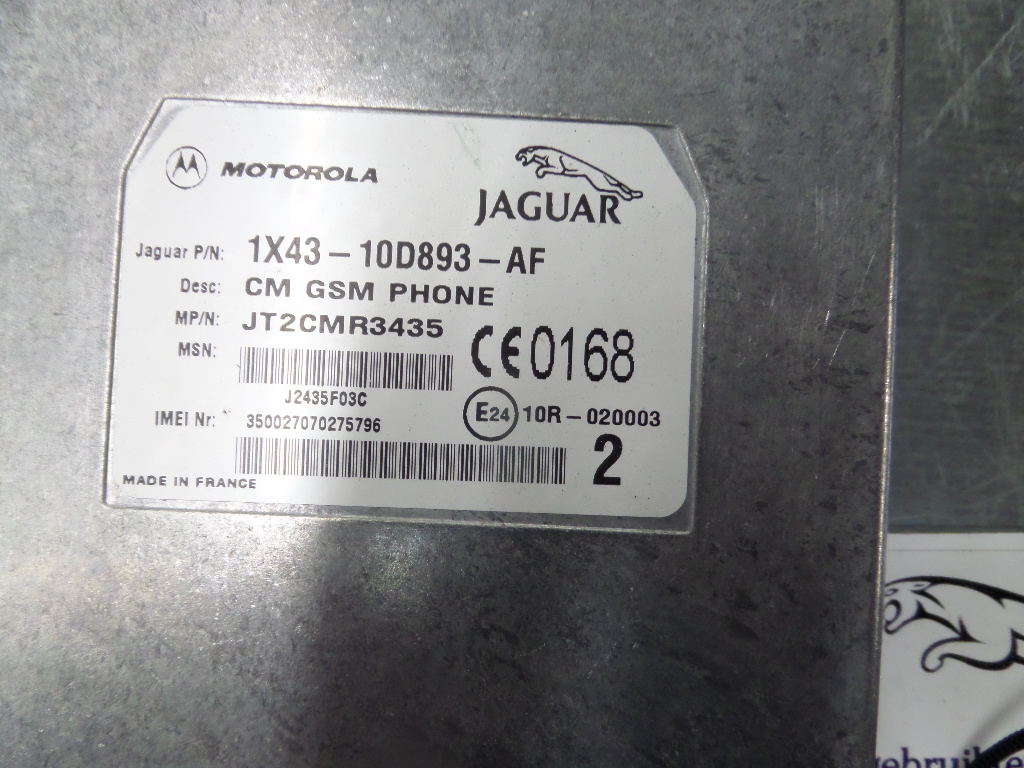 MOTOROLA
JAGUAR
Jaguar P/N: 1X43-10D893-AF
Desc: CM GSM PHONE
MP/N: JT2CMR3435
MSN:
J2435F03C
CE0168
IMEI Nr: 350027070275796
E24 10R-020003
2
MADE IN FRANCE